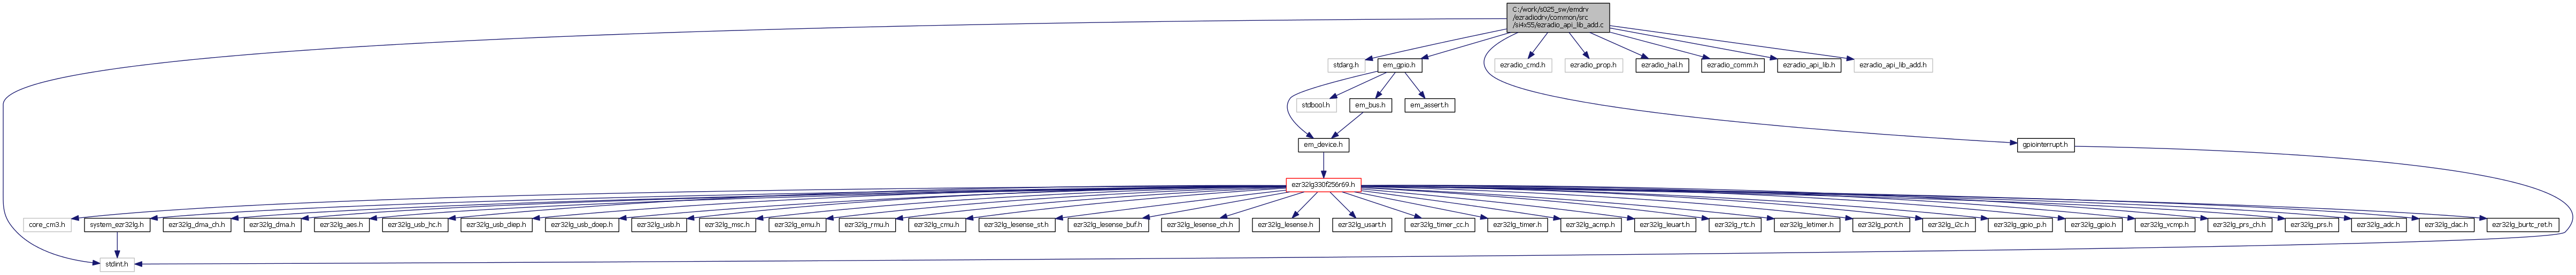 C:/work/s025_sw/emdrv
/ezradiodrv/common/src
/si4x55/ezradio_api_lib_add.c
stdarg.h
em_gpio.h
ezradio_cmd.h
ezradio_prop.h
ezradio_hal.h
ezradio_comm.h
ezradio_api_lib.h
ezradio_api_lib_add.h
stdbool.h
em_bus.h
em_assert.h
em_device.h
gpiointerrupt.h
ezr32lg330f256r69.h
core_cm3.h
system_ezr32lg.h
ezr32lg_dma_ch.h
ezr32lg_dma.h
ezr32lg_aes.h
ezr32lg_usb_hc.h
ezr32lg_usb_diep.h
ezr32lg_usb_doep.h
ezr32lg_usb.h
ezr32lg_msc.h
ezr32lg_emu.h
ezr32lg_rmu.h
ezr32lg_cmu.h
ezr32lg_lesense_st.h
ezr32lg_lesense_buf.h
ezr32lg_lesense_ch.h
ezr32lg_lesense.h
ezr32lg_usart.h
ezr32lg_timer_cc.h
ezr32lg_timer.h
ezr32lg_acmp.h
ezr32lg_leuart.h
ezr32lg_rtc.h
ezr32lg_letimer.h
ezr32lg_pcnt.h
ezr32lg_i2c.h
ezr32lg_gpio_p.h
ezr32lg_gpio.h
ezr32lg_vcmp.h
ezr32lg_prs_ch.h
ezr32lg_prs.h
ezr32lg_adc.h
ezr32lg_dac.h
ezr32lg_burtc_ret.h
stdint.h